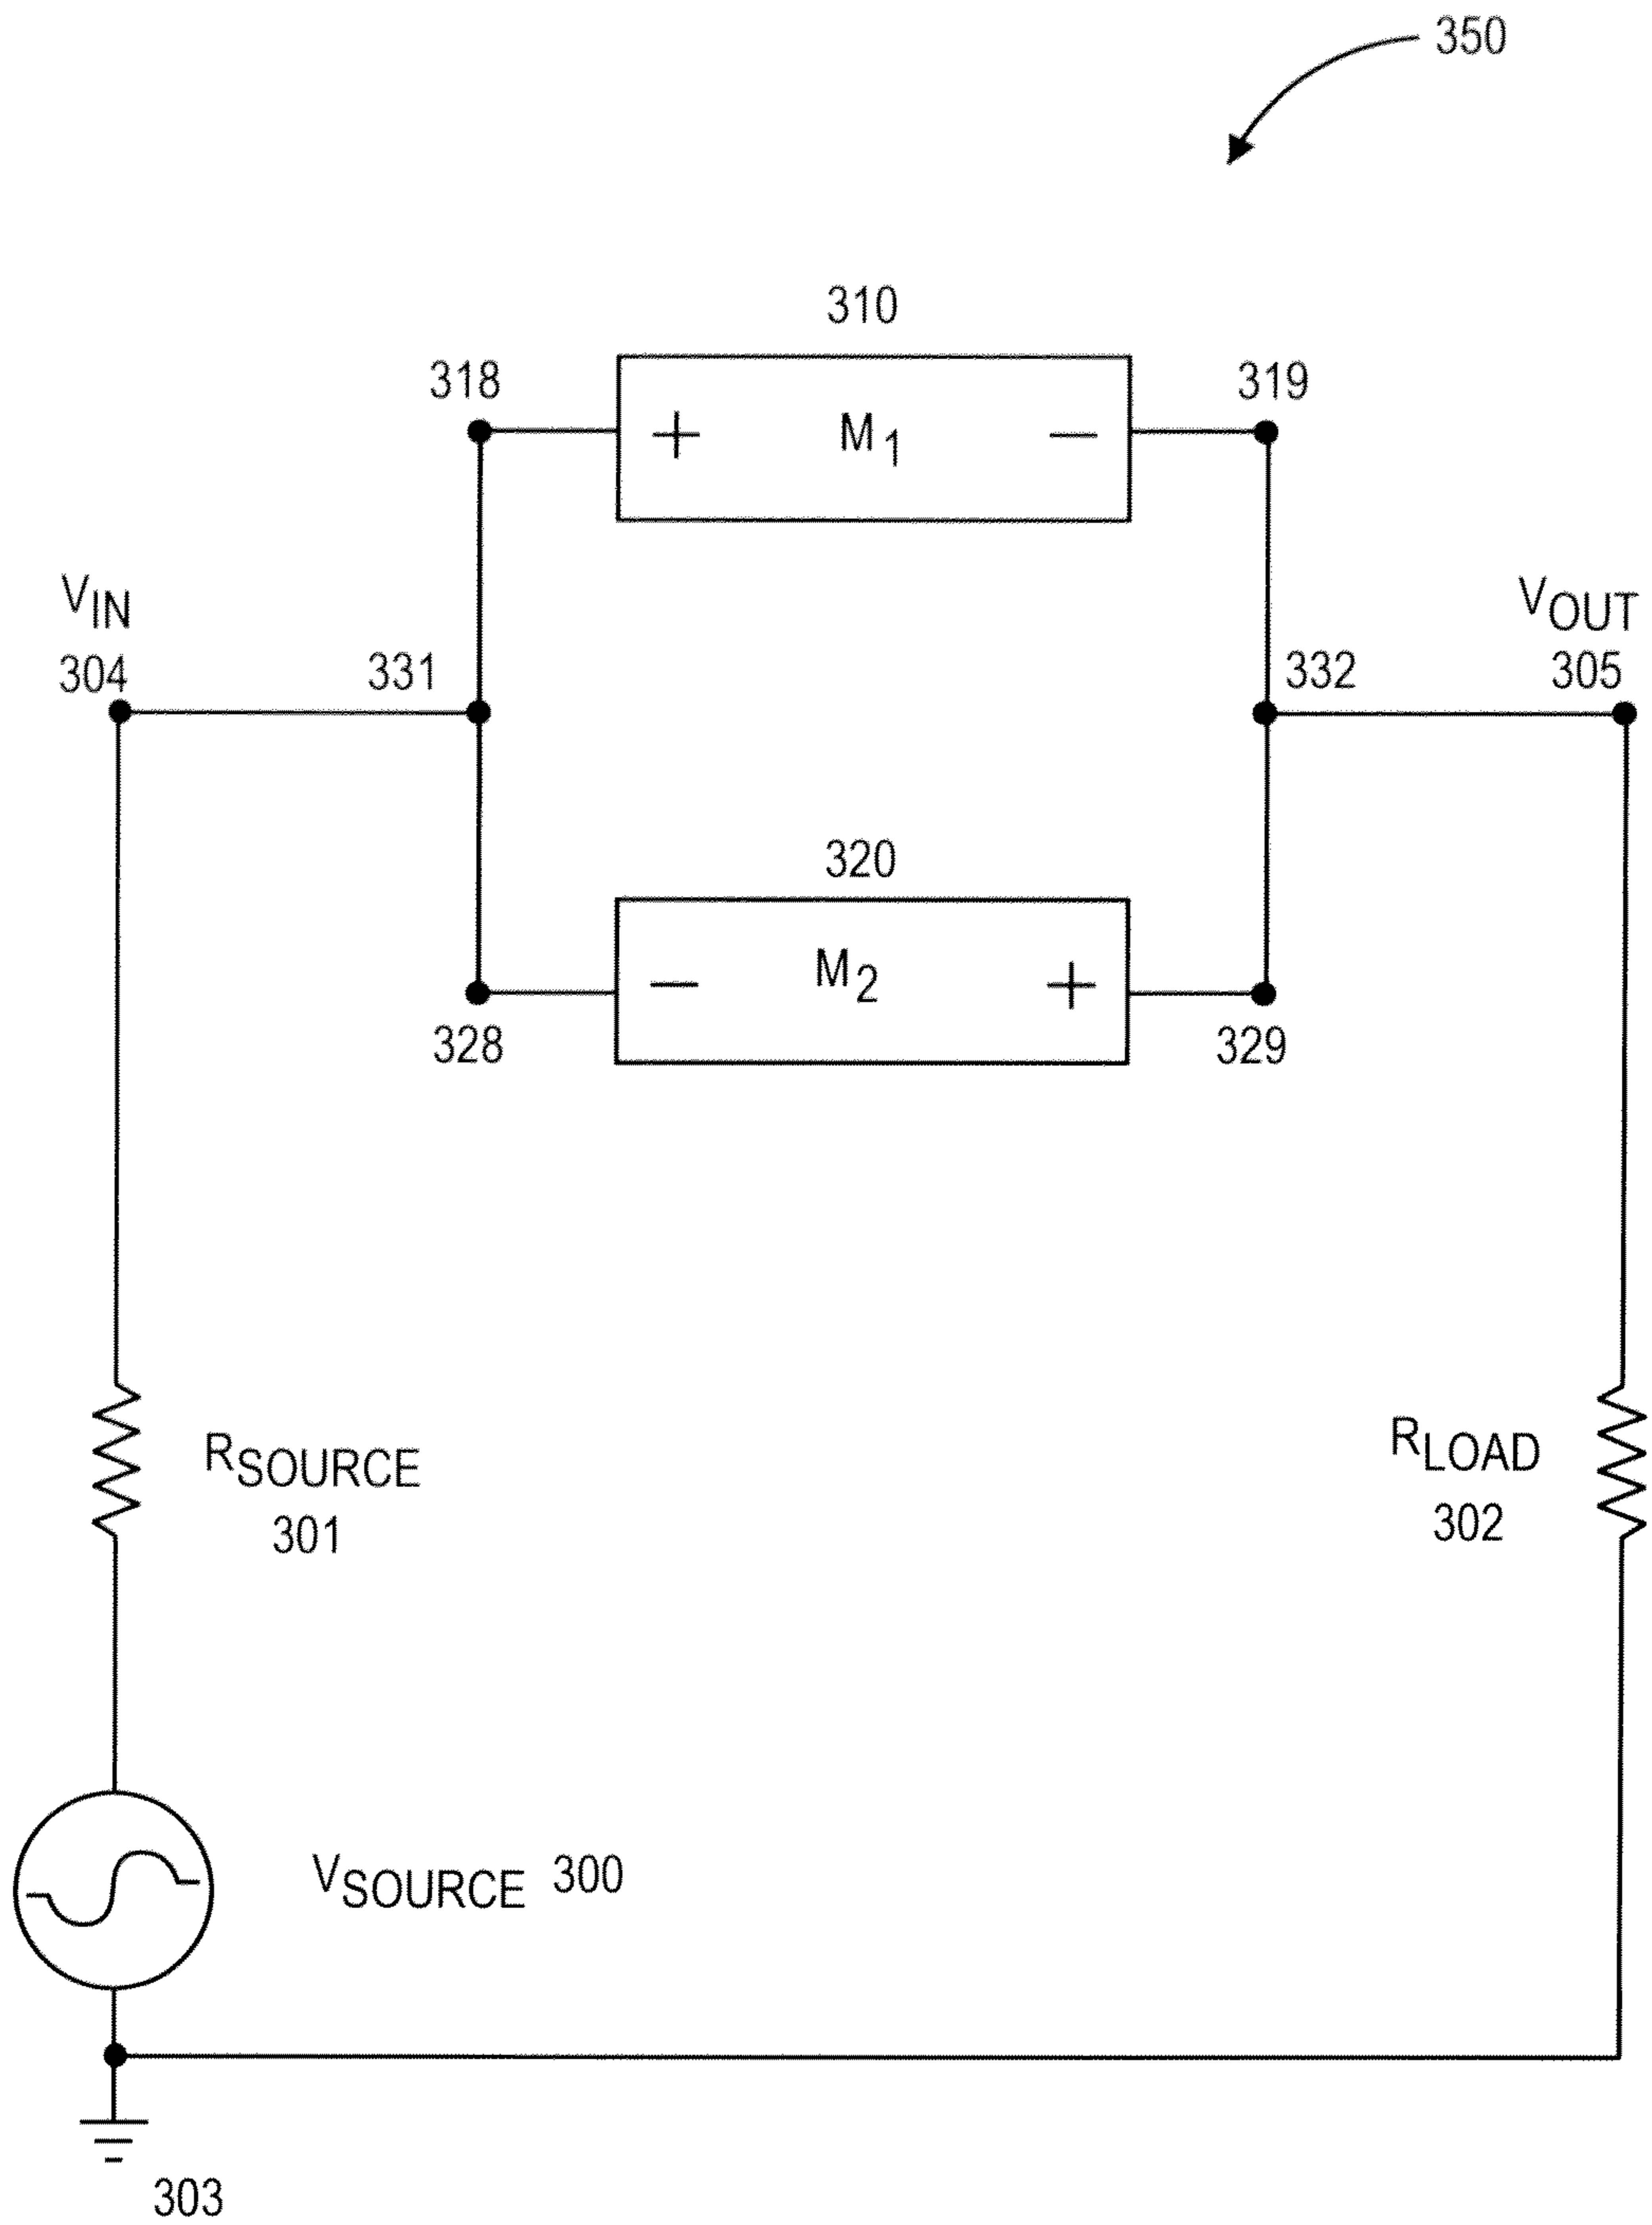 350
310
318
319
+ M1 −
VIN
304
331
332
VOUT
305
320
− M2 +
328
329
RSOURCE
301
RLOAD
302
VSOURCE 300
303